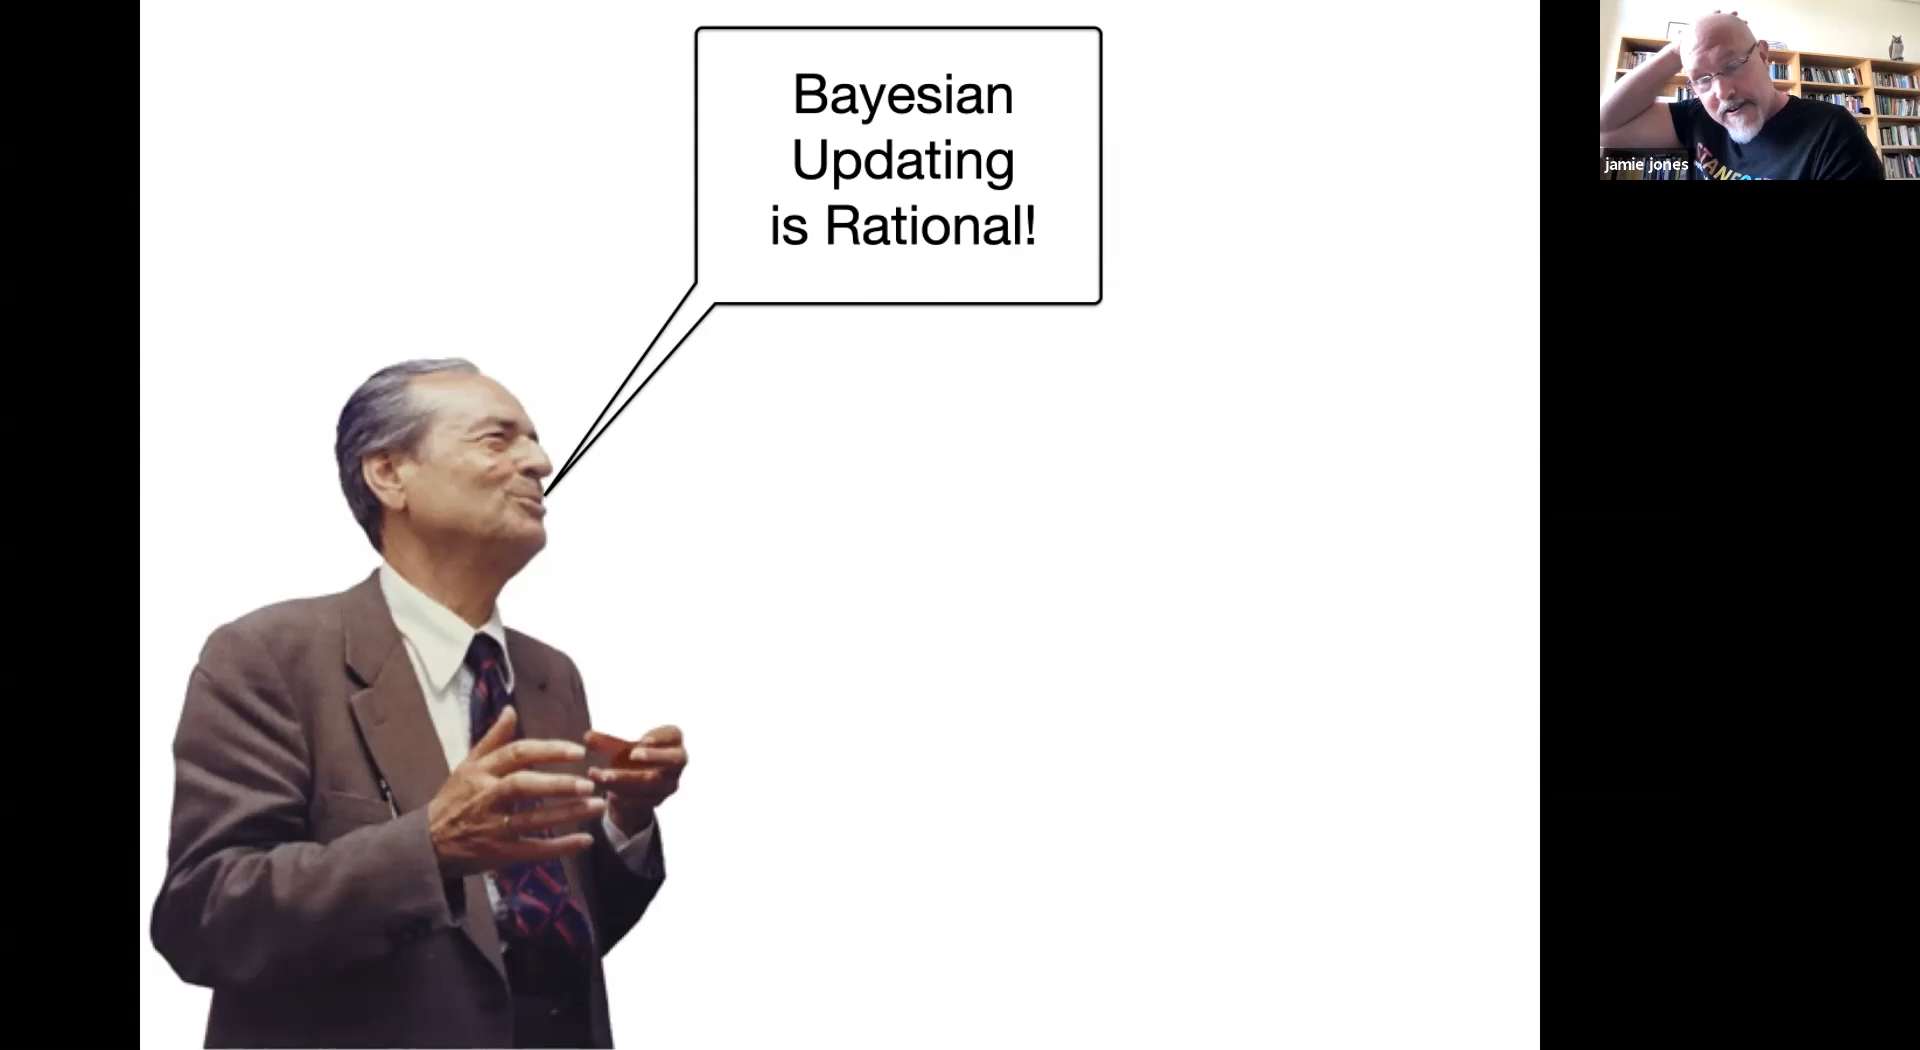 Bayesian
Updating
is Rational!
jamie jones